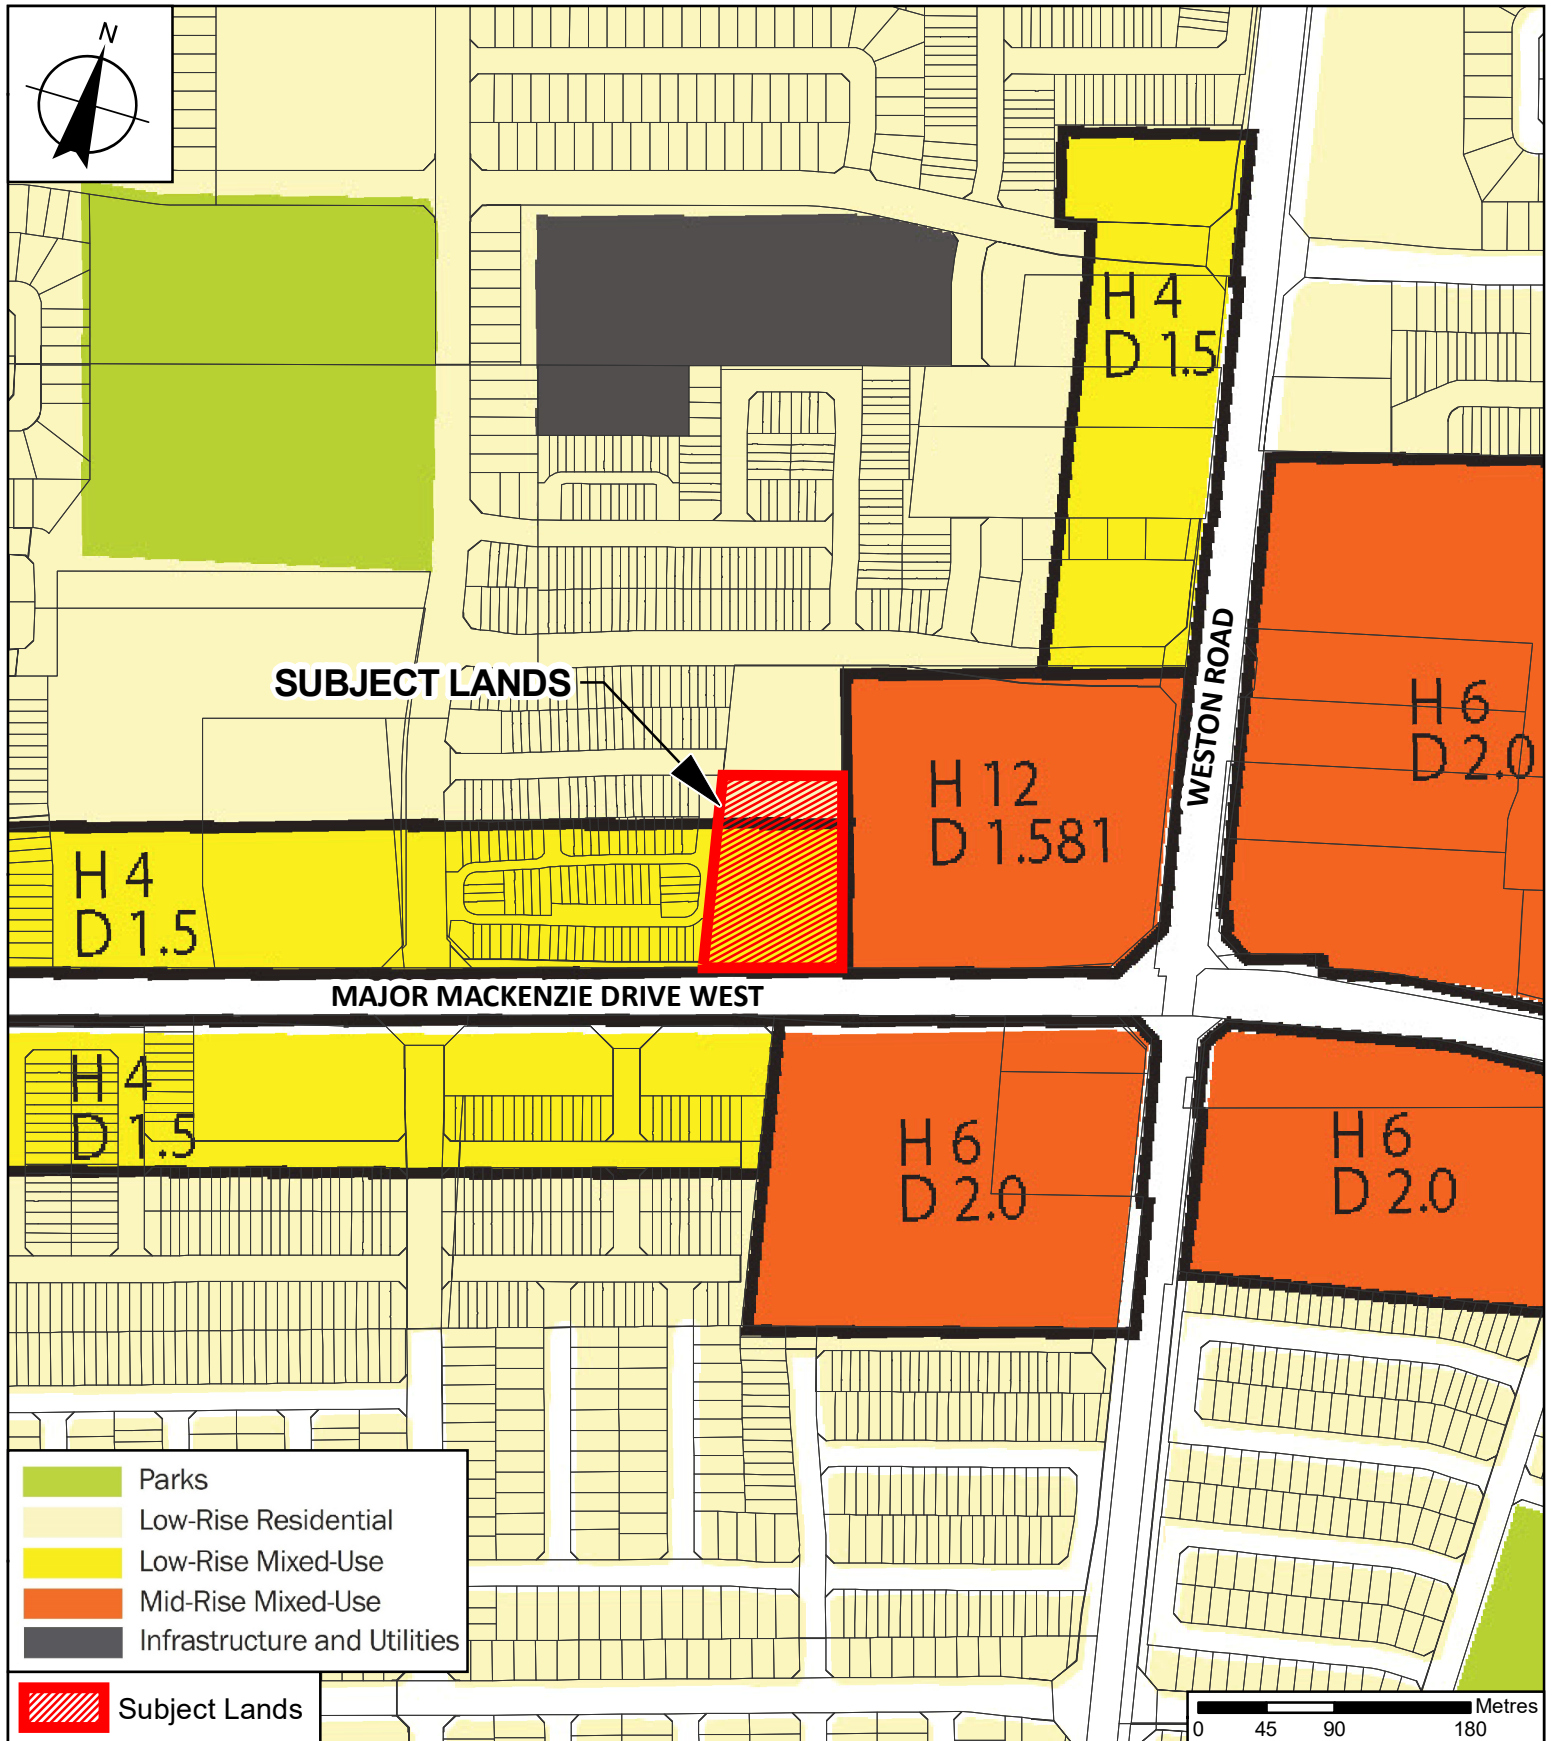 N
H 4
D 1.5
WESTON ROAD
SUBJECT LANDS
H 6
D 2.0
H 12
D 1.581
H 4
D 1.5
MAJOR MACKENZIE DRIVE WEST
H 4
D 1.5
H 6
D 2.0
H 6
D 2.0
Parks
Low-Rise Residential
Low-Rise Mixed-Use
Mid-Rise Mixed-Use
Infrastructure and Utilities
Subject Lands
Metres
0 45 90 180